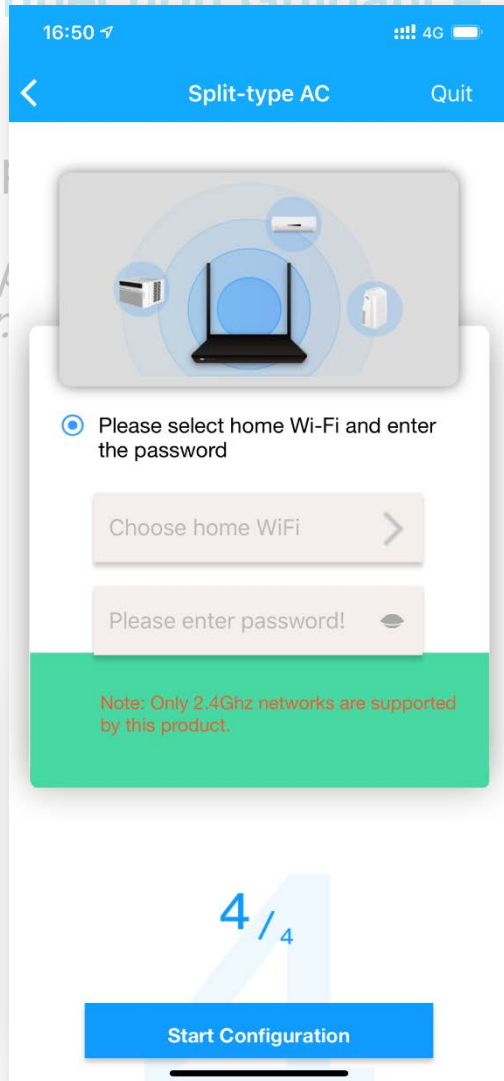 16:50
4G
Split-type AC
Quit
Please select home Wi-Fi and enter
the password
Choose home WiFi
Please enter password!
Note: Only 2.4Ghz networks are supported
by this product.
4/4
Start Configuration